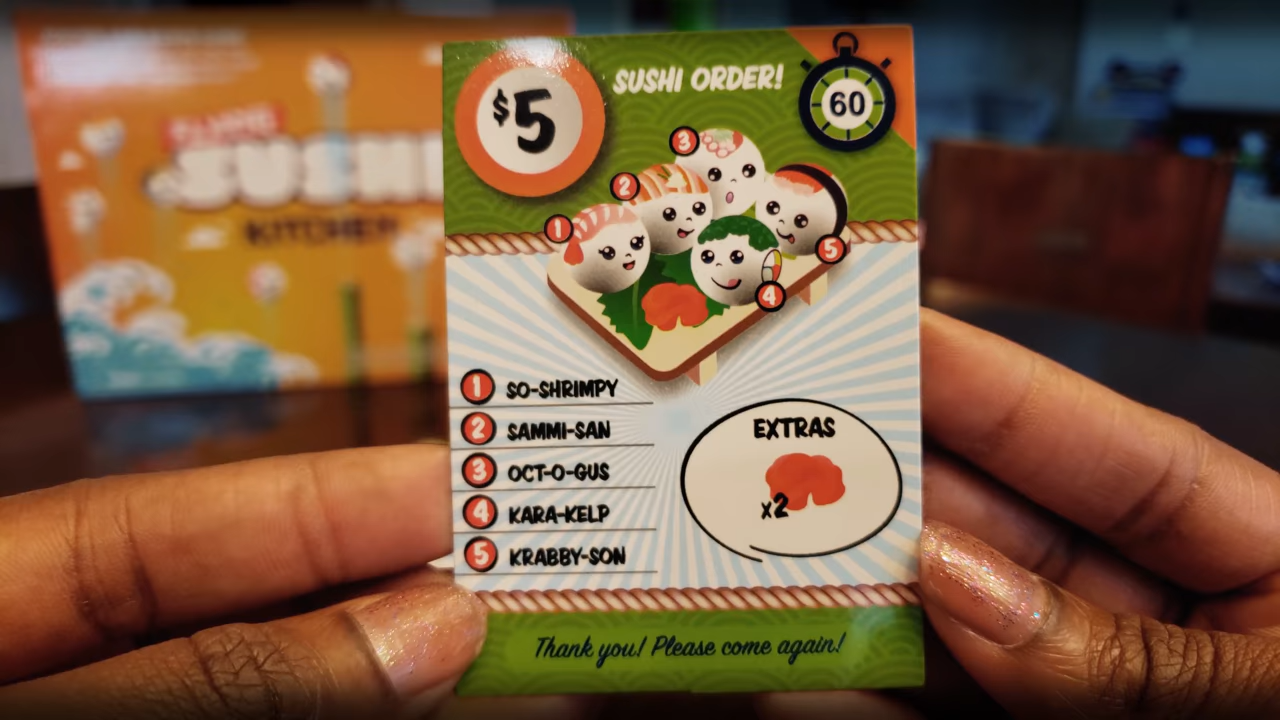 $5
SUSHI ORDER!
60
3
2
1
5
4
SUSHI
KITCHEN
1 SO-SHRIMPY
2 SAMMI-SAN
3 OCT-O-GUS
4 KARA-KELP
5 KRABBY-SON
EXTRAS
x2
Thank you! Please come again!